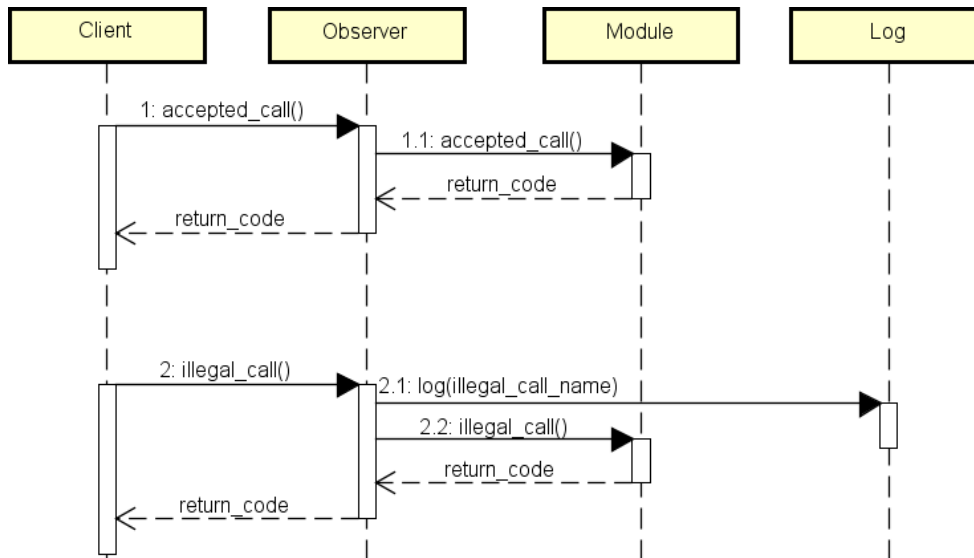 Client
Observer
Module
Log
1: accepted_call()
1.1: accepted_call()
return_code
return_code
2: illegal_call()
2.1: log(illegal_call_name)
2.2: illegal_call()
return_code
return_code